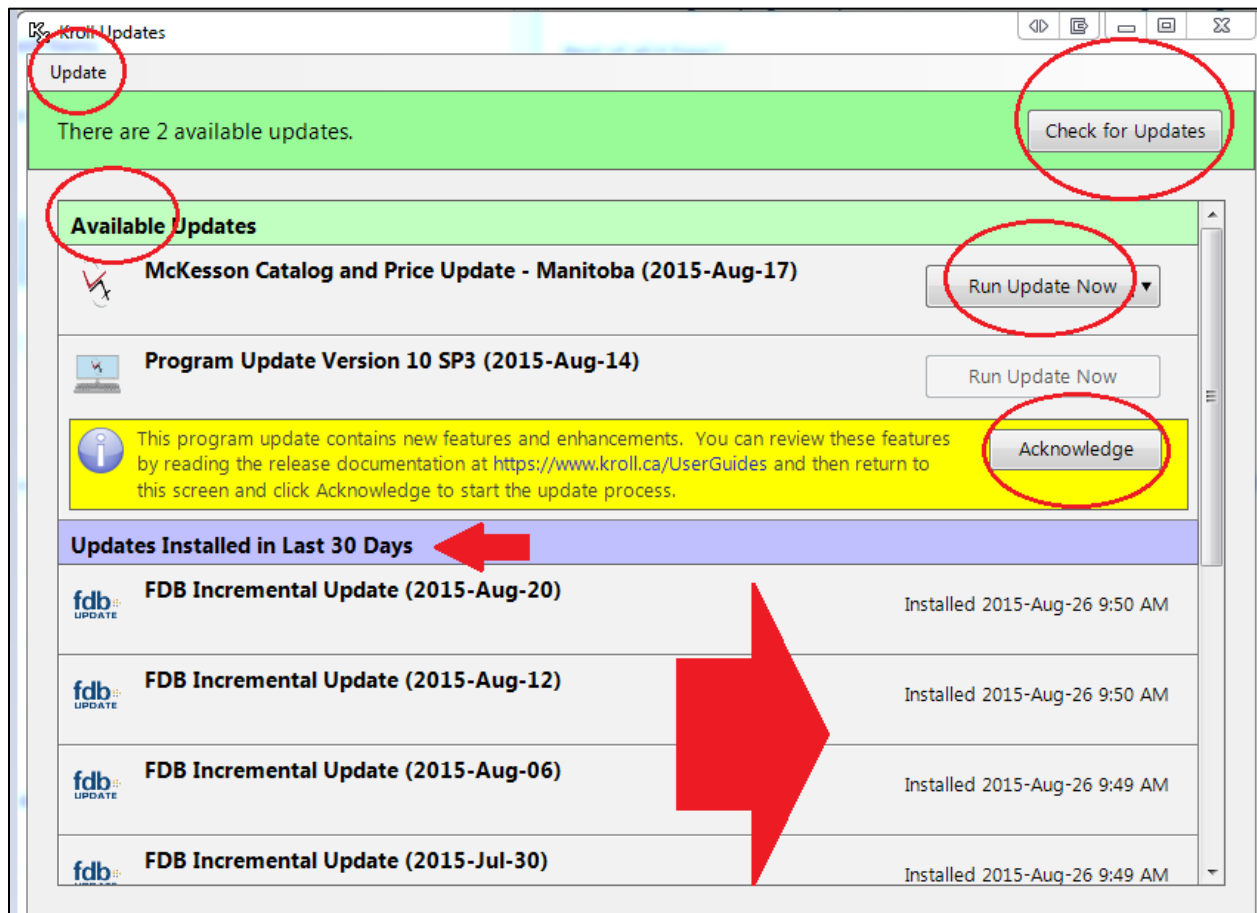 Kroll Updates
Update
There are 2 available updates.
Check for Updates
Available Updates
McKesson Catalog and Price Update - Manitoba (2015-Aug-17)
Run Update Now
Program Update Version 10 SP3 (2015-Aug-14)
Run Update Now
This program update contains new features and enhancements. You can review these features
by reading the release documentation at https://www.kroll.ca/UserGuides and then return to
this screen and click Acknowledge to start the update process.
Acknowledge
Updates Installed in Last 30 Days
fdb
UPDATE
FDB Incremental Update (2015-Aug-20)
Installed 2015-Aug-26 9:50 AM
fdb
UPDATE
FDB Incremental Update (2015-Aug-12)
Installed 2015-Aug-26 9:50 AM
fdb
UPDATE
FDB Incremental Update (2015-Aug-06)
Installed 2015-Aug-26 9:49 AM
fdb
FDB Incremental Update (2015-Jul-30)
Installed 2015-Aug-26 9:49 AM